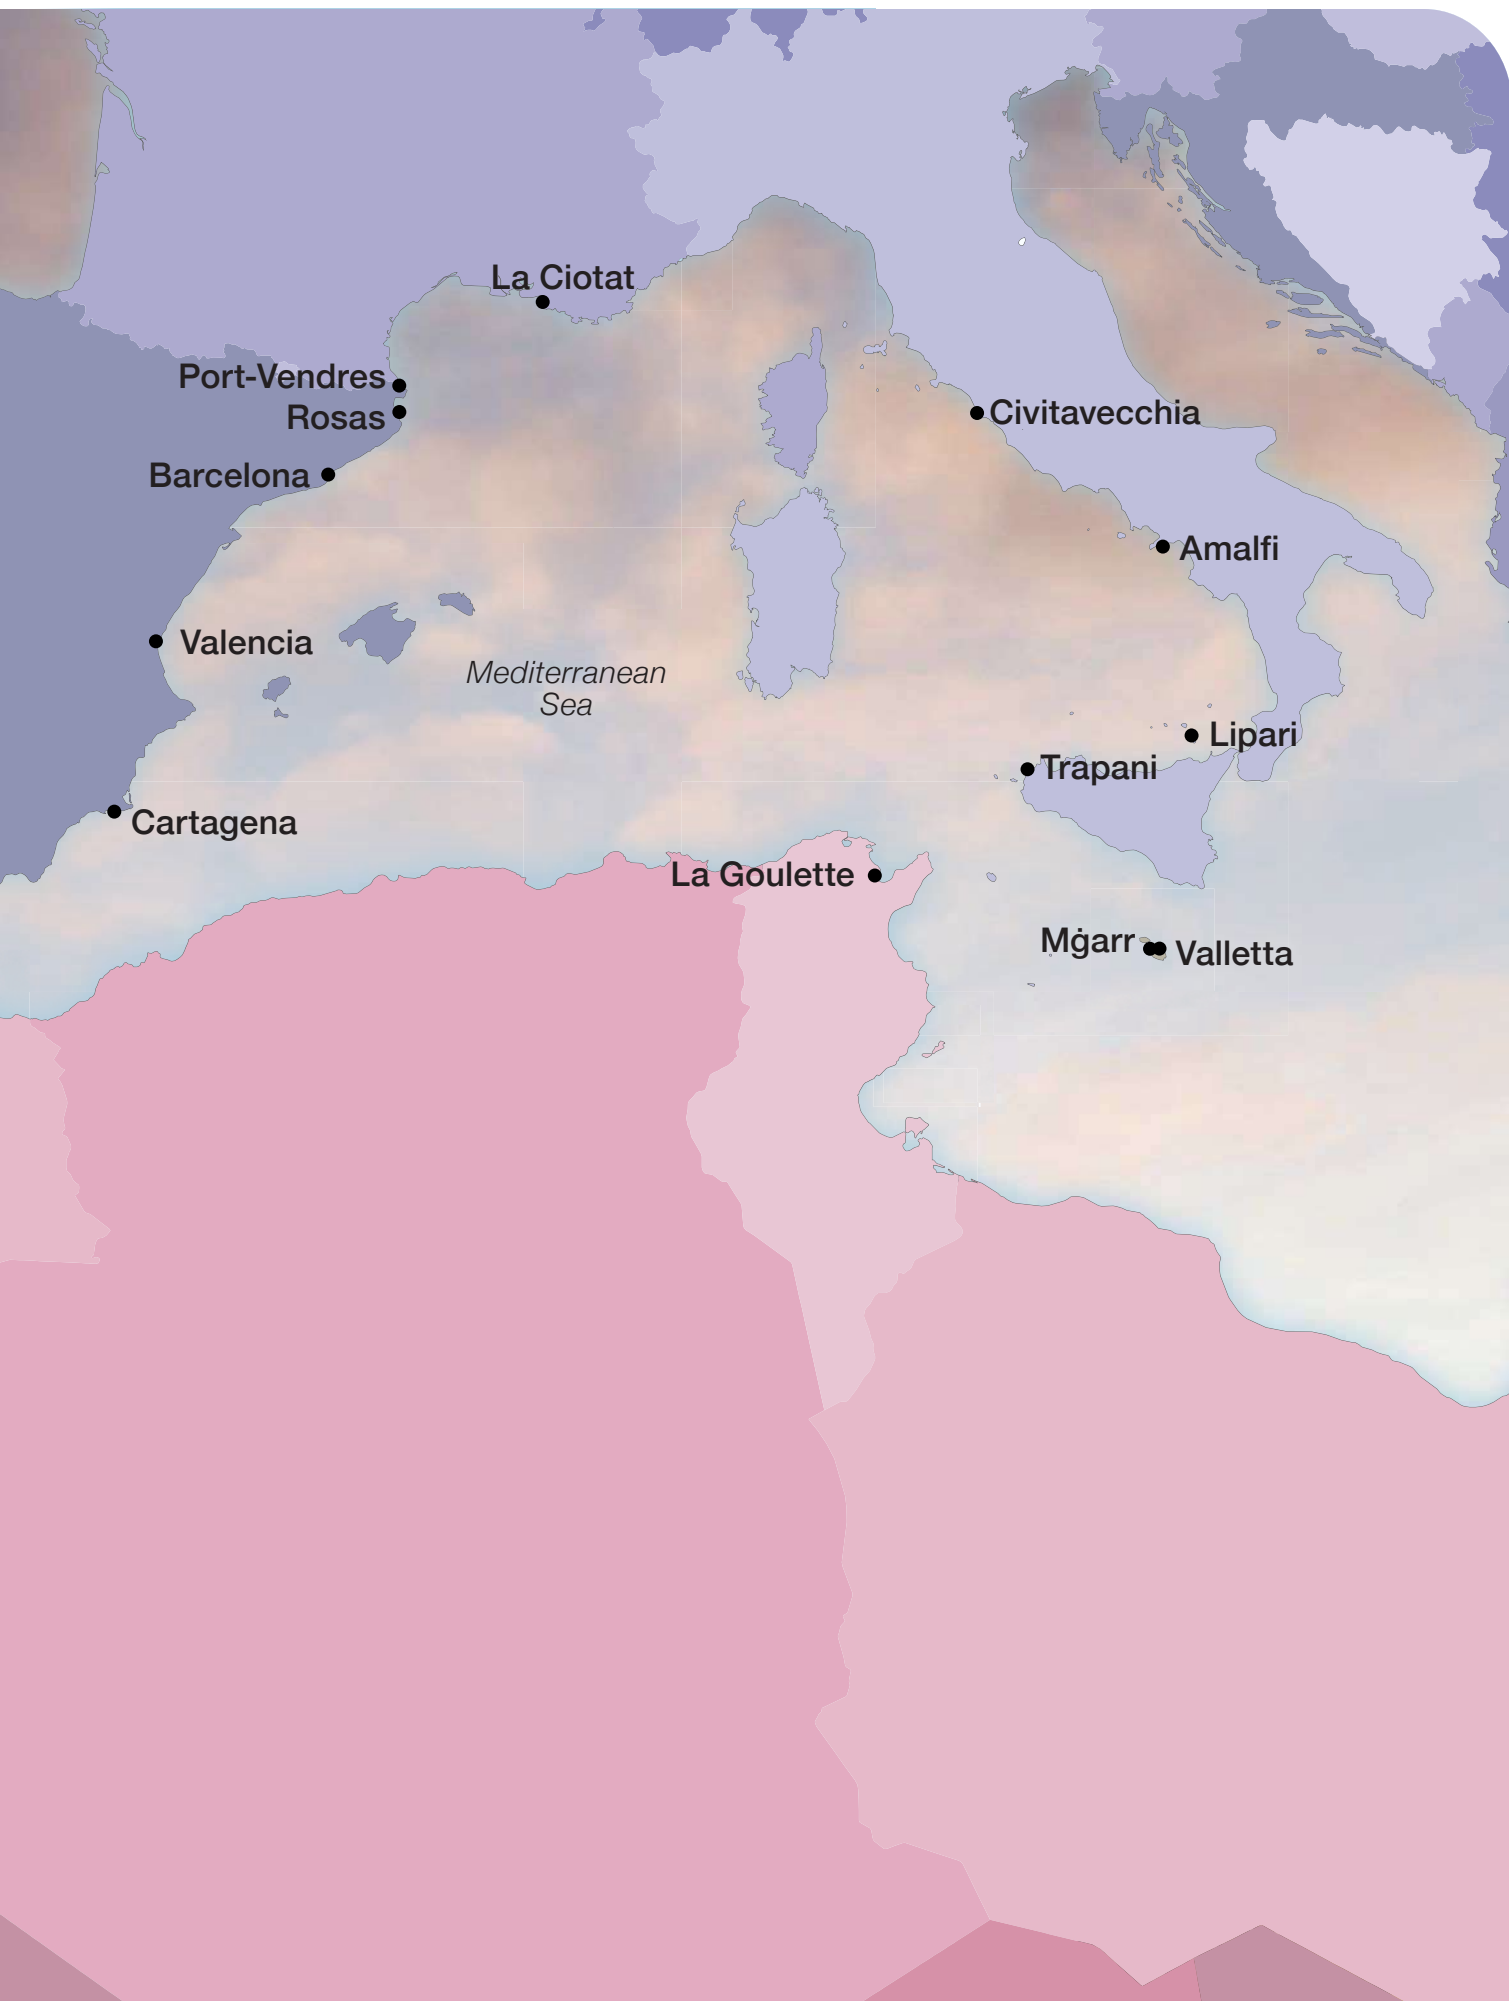 La Ciotat
Port-Vendres
Rosas
Civitavecchia
Barcelona
Amalfi
Valencia
Mediterranean
Sea
Lipari
Trapani
Cartagena
La Goulette
Mġarr
Valletta